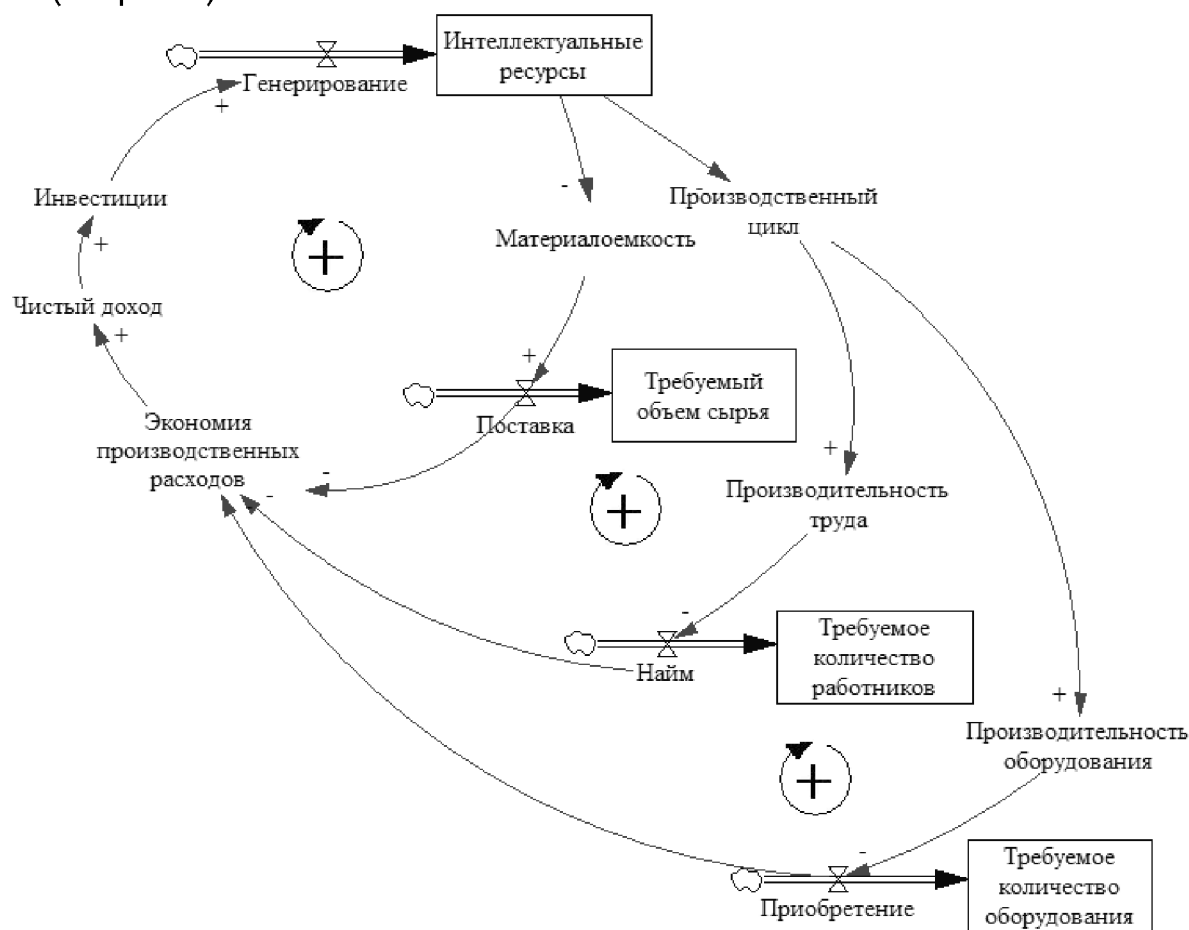 Интеллектуальные
ресурсы
Генерирование
+
Инвестиции
-
Производственный
цикл
+
+
Материалоемкость
Чистый доход
+
+
Требуемый
объем сырья
Поставка
Экономия
производственных
расходов
-
-
+
+
Производительность
труда
-
Требуемое
количество
работников
Найм
+
Производительность
оборудования
+
-
Требуемое
количество
оборудования
Приобретение